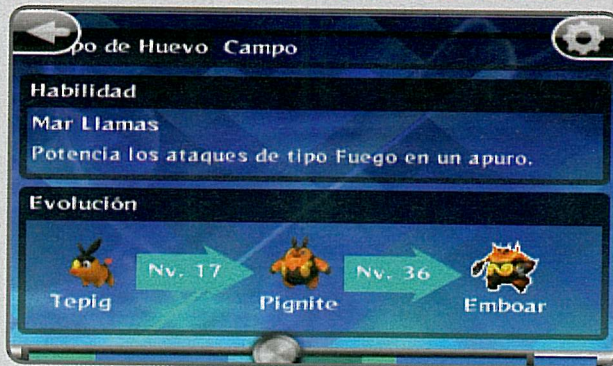 po de Huevo Campo
Habilidad
Mar Llamas
Potencia los ataques de tipo Fuego en un apuro.
Evolución
Nv. 17
Nv. 36
Tepig
Pignite
Emboar